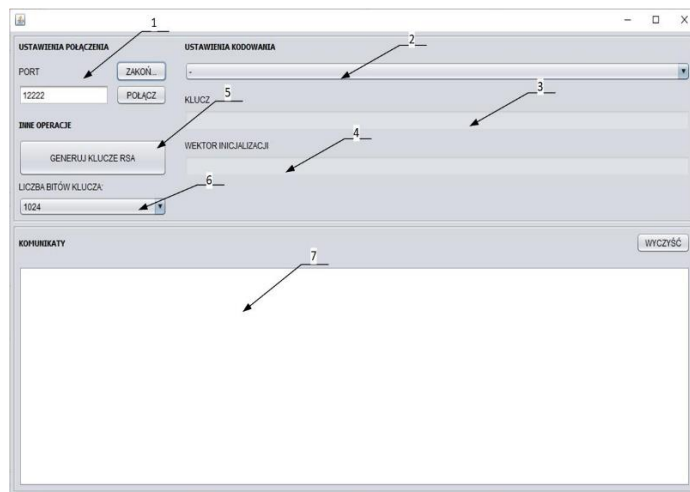 1
USTAWIENIA POŁĄCZENIA
USTAWIENIA KODOWANIA
2
PORT
ZAKOŃ...
-
12222
POŁĄCZ
KLUCZ
5
3
INNE OPERACJE
GENERUJ KLUCZE RSA
WEKTOR INICJALIZACJI
4
LICZBA BITÓW KLUCZA:
6
1024
KOMUNIKATY
WYCZYŚĆ
7